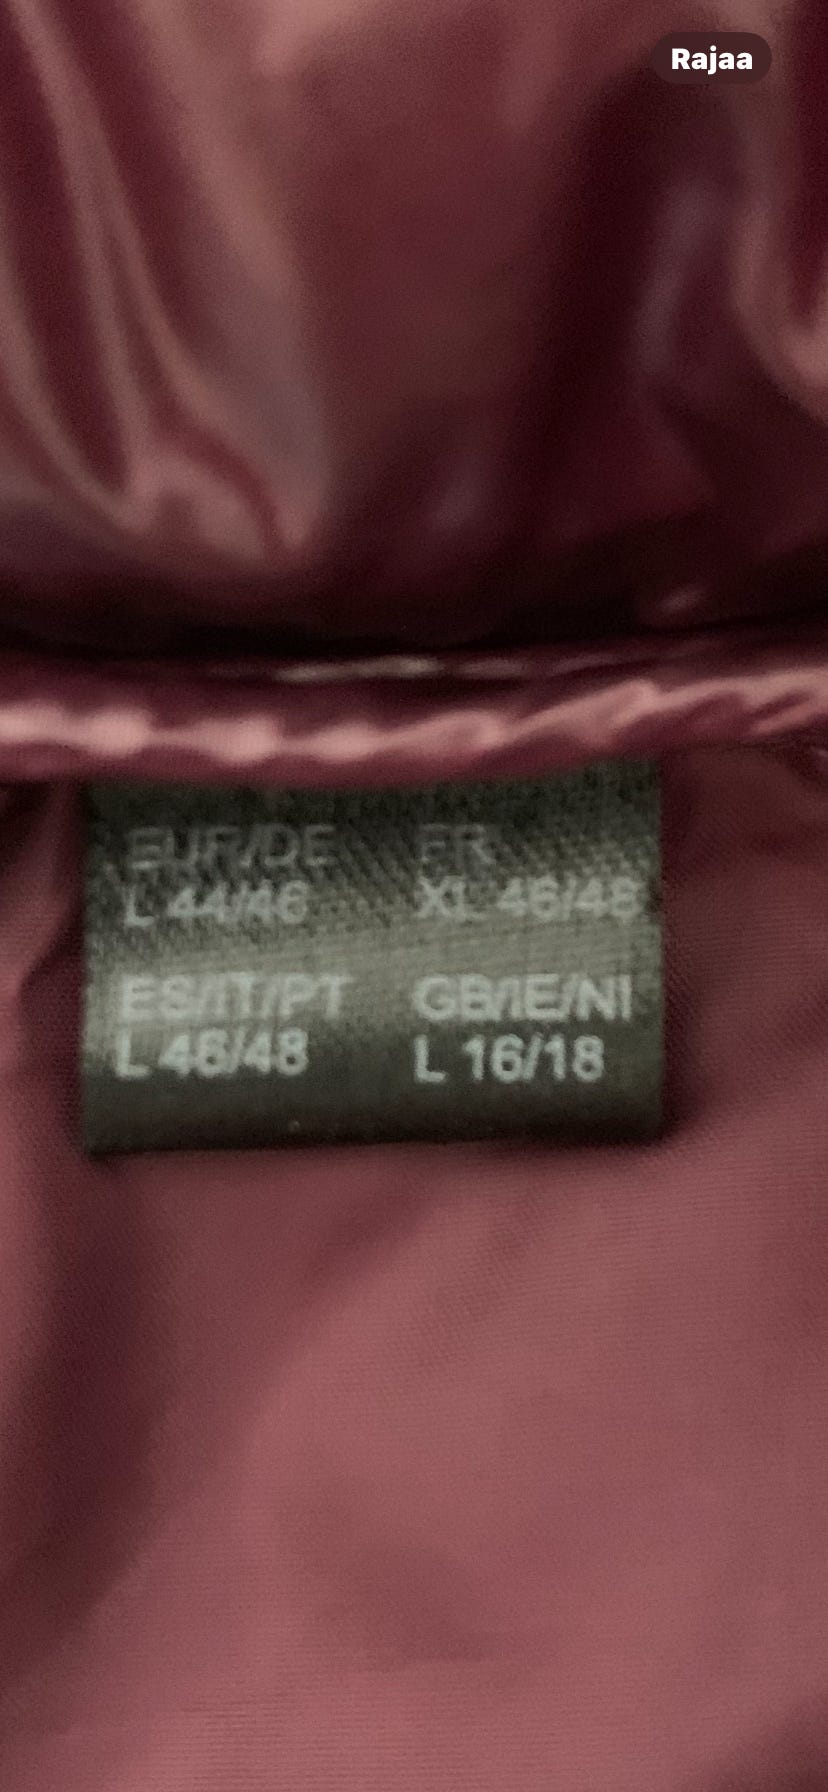 Rajaa
EUR/DE FR
L 44/46 XL 46/48
ES/IT/PT GB/IE/NI
L 46/48 L 16/18